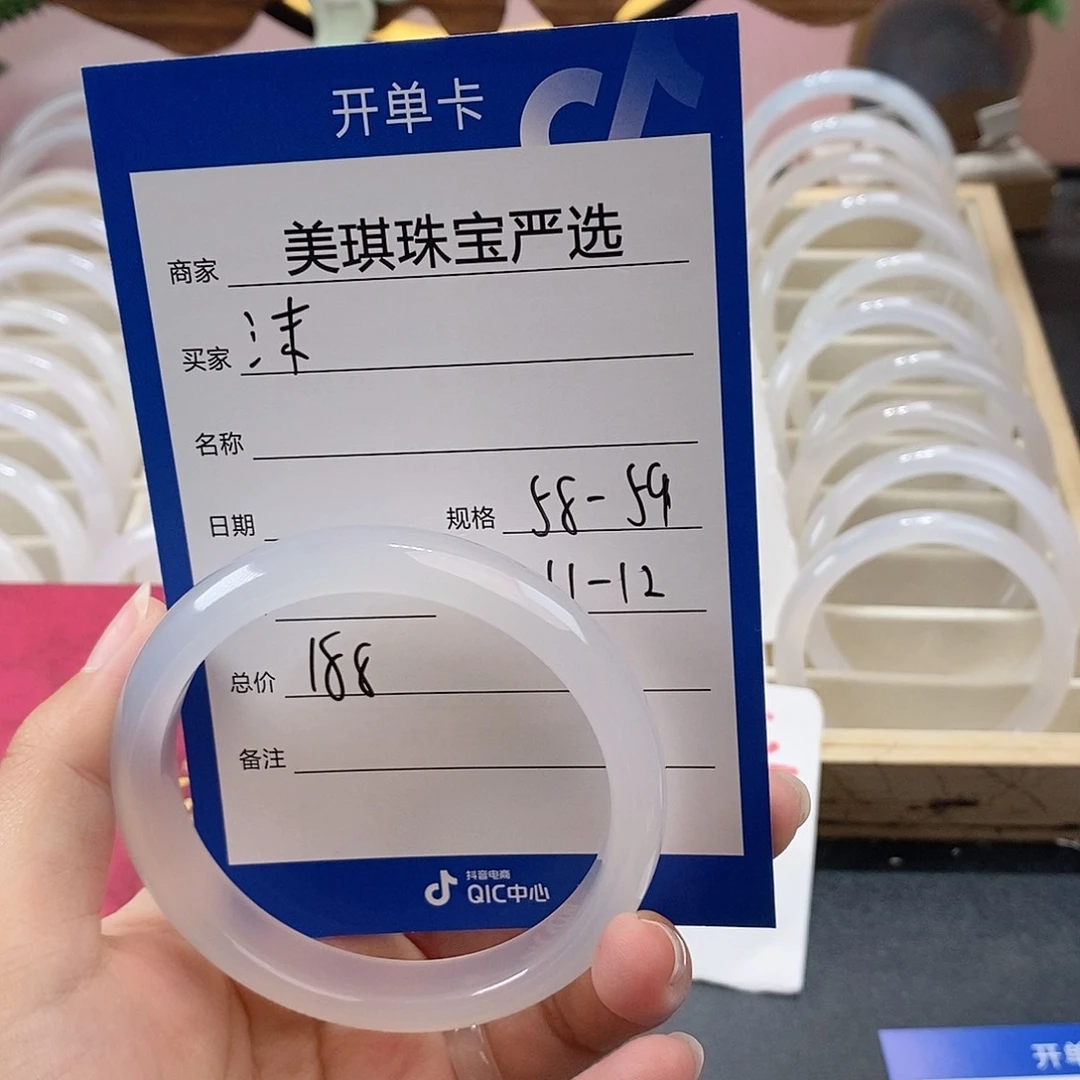 开单卡
商家 美琪珠宝严选
买家 沫
名称
日期 规格 58-59
11-12
总价 188
备注
抖音电商
QIC中心
开单